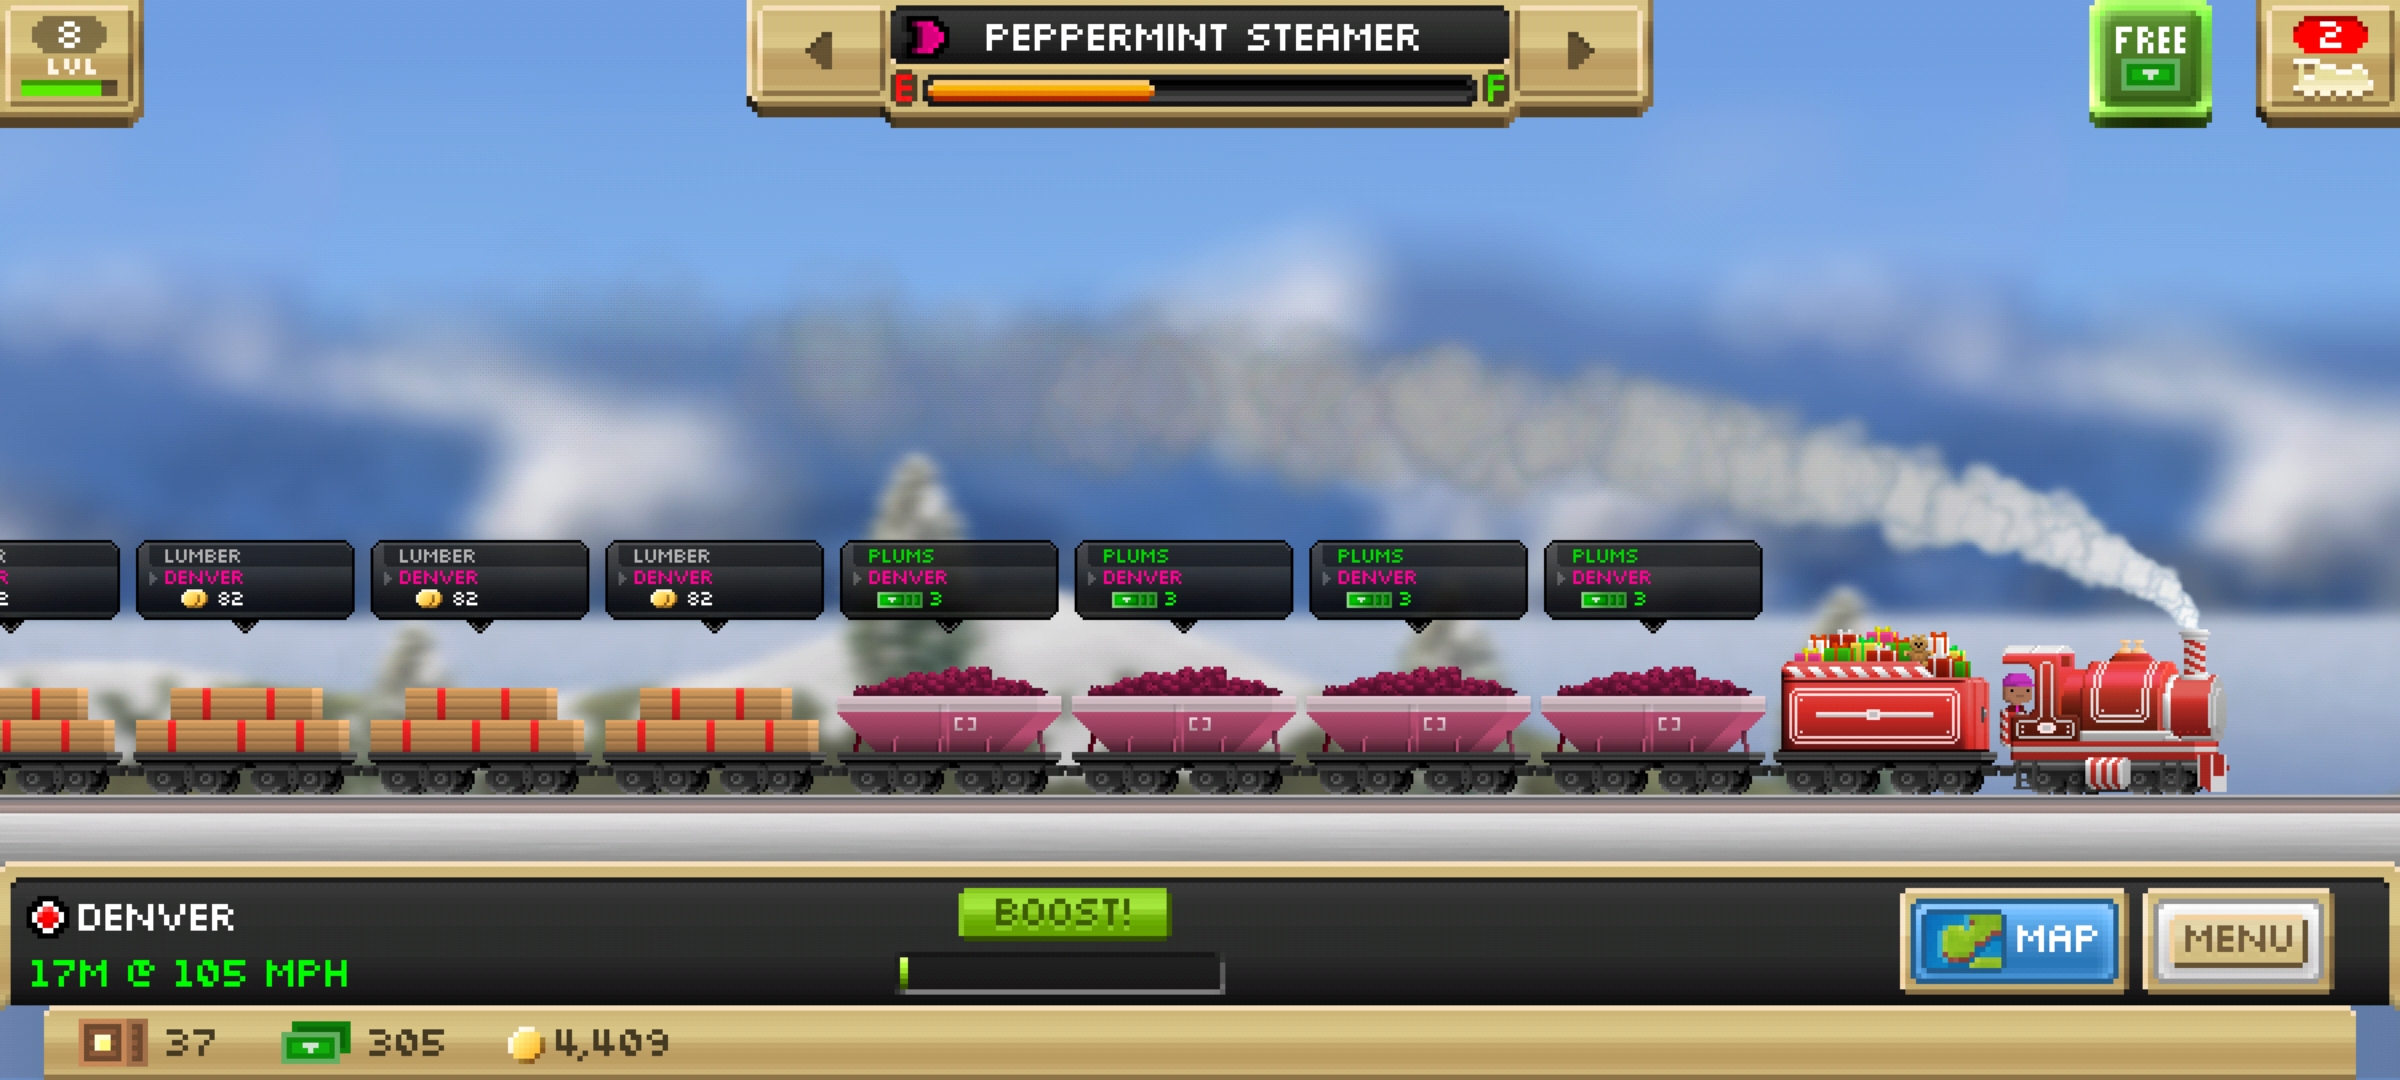 8
LVL
PEPPERMINT STEAMER
E F
FREE
2
R
R
2
LUMBER
DENVER
82
LUMBER
DENVER
82
LUMBER
DENVER
82
PLUMS
DENVER
3
PLUMS
DENVER
3
PLUMS
DENVER
3
PLUMS
DENVER
3
DENVER
17M @ 105 MPH
BOOST!
MAP
MENU
37
305
4,409